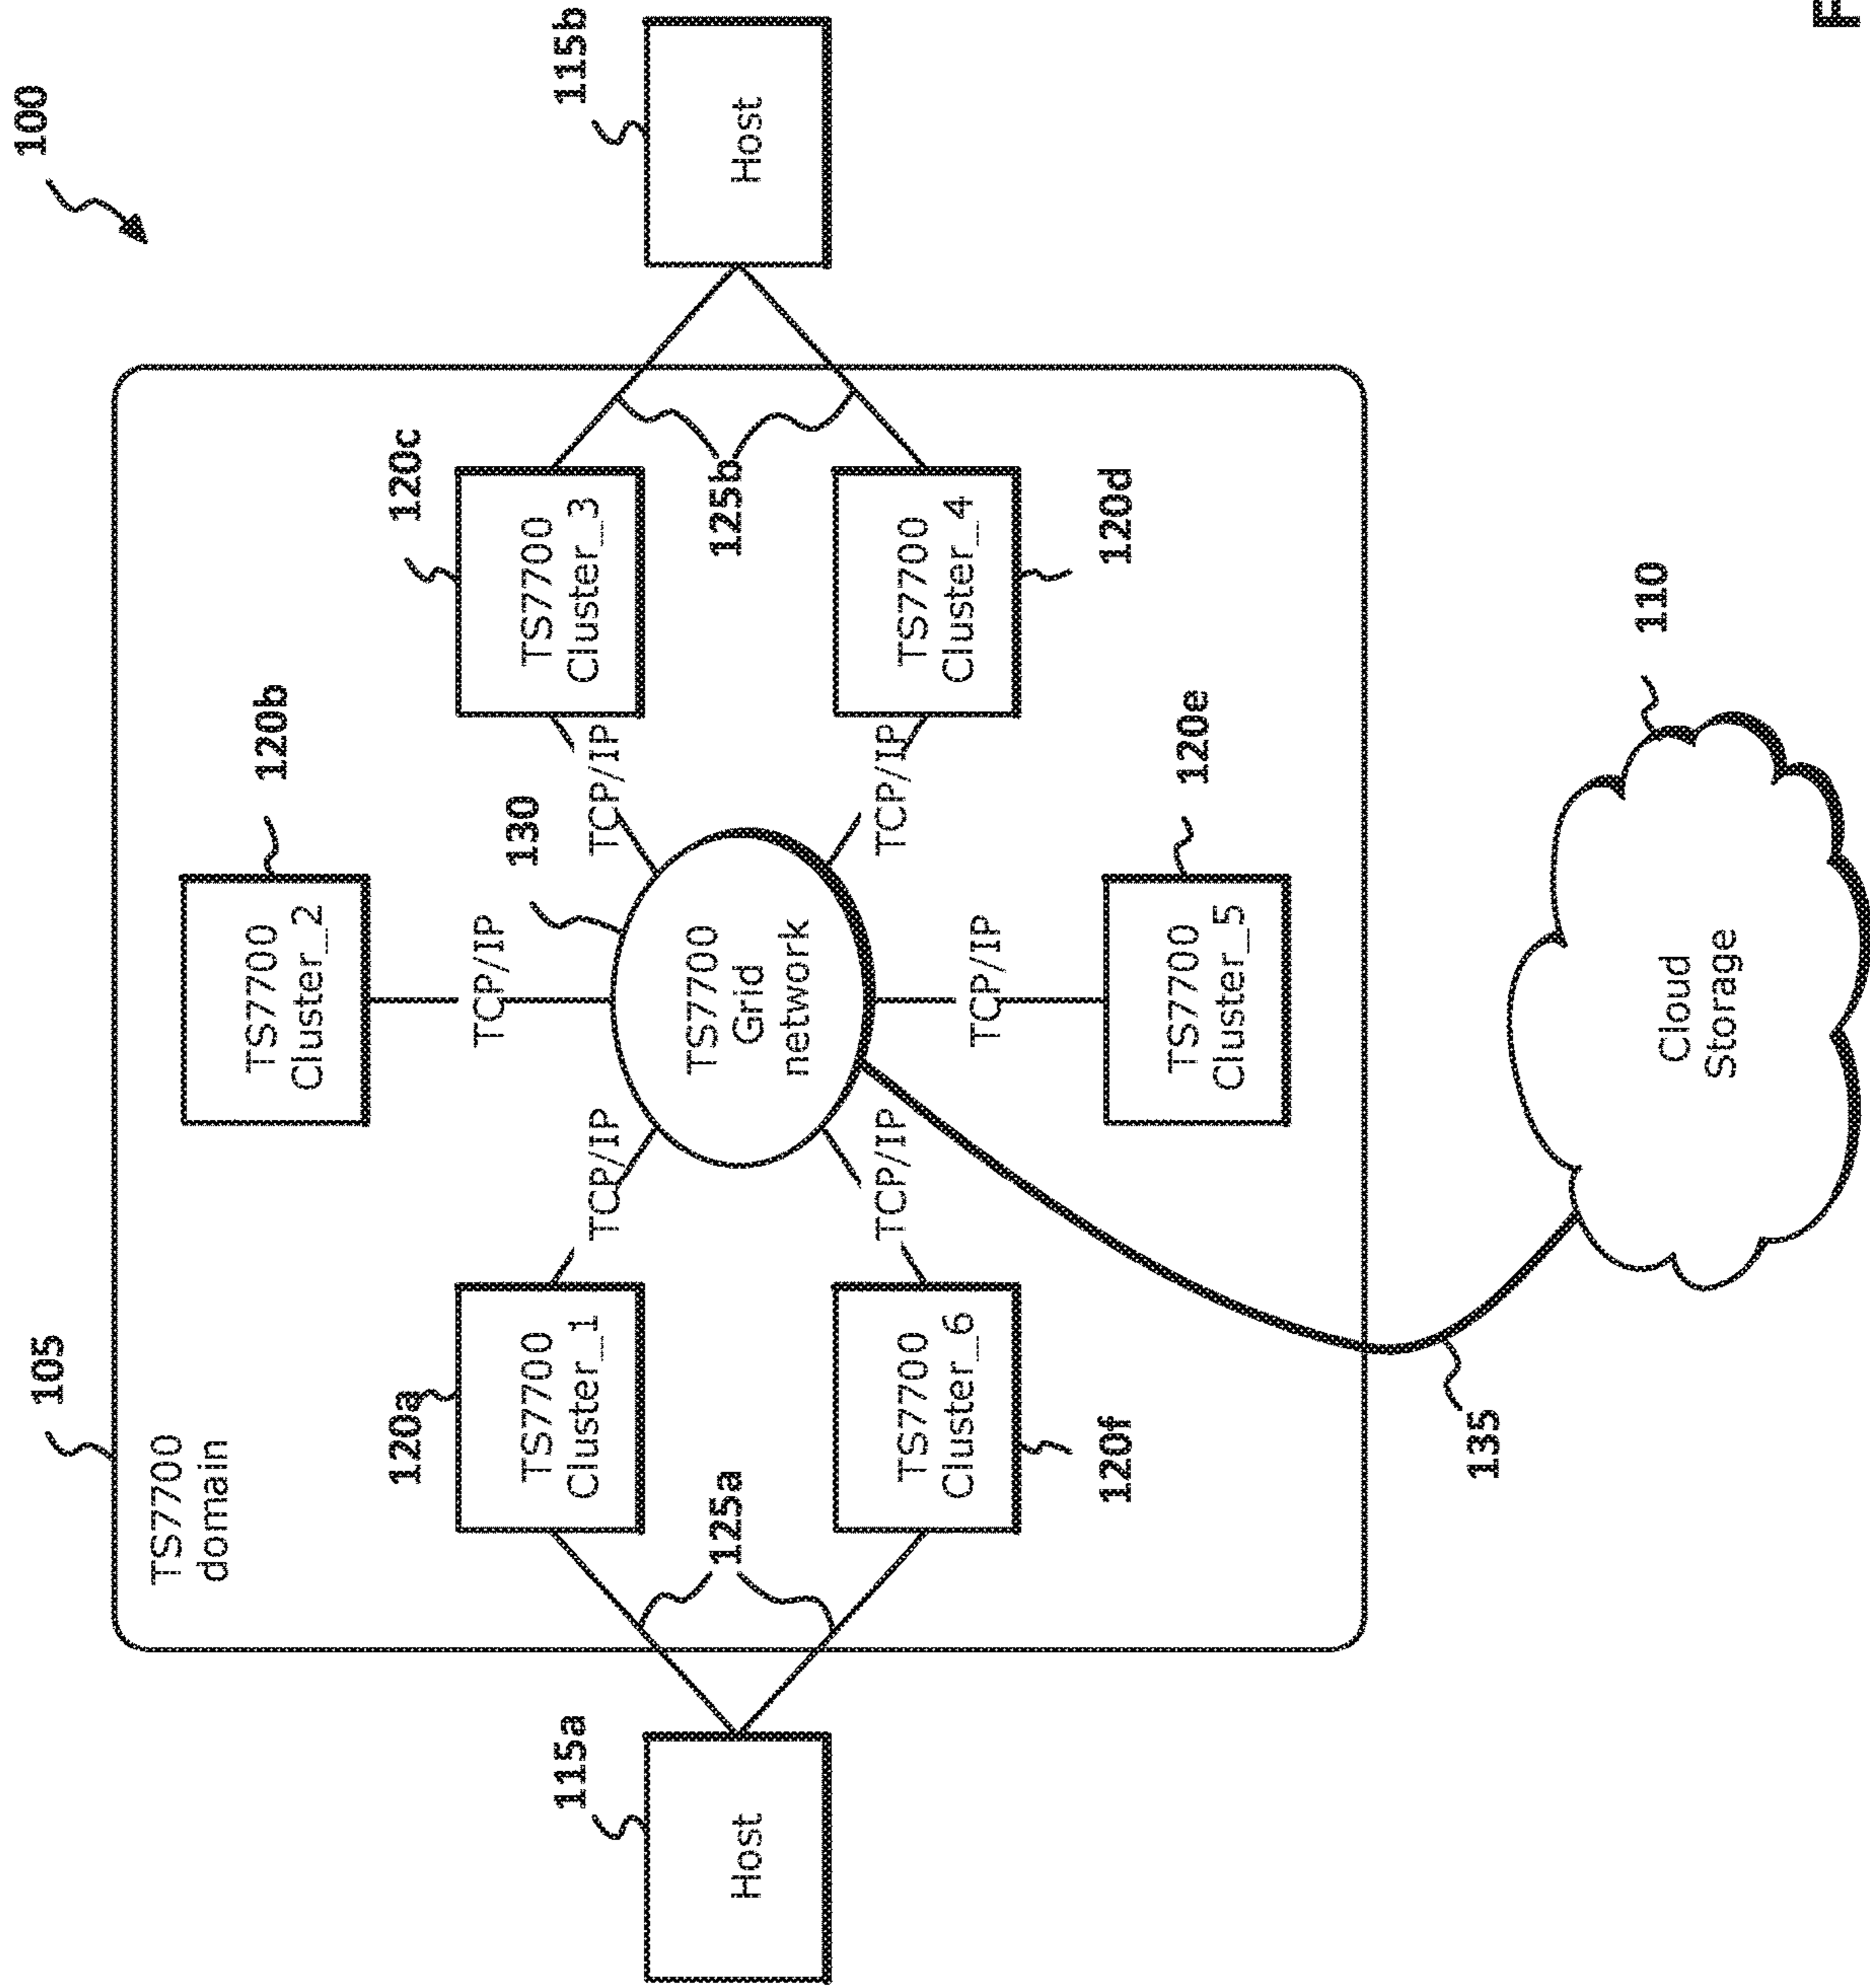 100
105
TS7700
domain
120b
TS7700
Cluster_2
TCP/IP
120a
TS7700
Cluster_1
TCP/IP
130
TCP/IP
120c
TS7700
Cluster_3
115a
Host
125a
TS7700
Grid
network
125b
115b
Host
TS7700
Cluster_6
120f
TCP/IP
TCP/IP
TS7700
Cluster_4
120d
TCP/IP
120e
TS7700
Cluster_5
135
110
Cloud
Storage